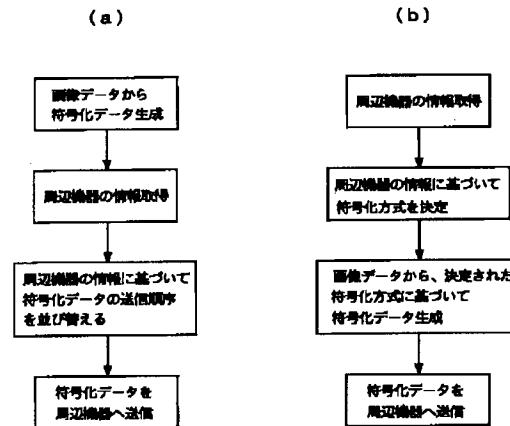 (a)
画像データから
符号化データ生成
周辺機器の情報取得
周辺機器の情報に基づいて
符号化データの送信順序
を並び替える
符号化データを
周辺機器へ送信
(b)
周辺機器の情報取得
周辺機器の情報に基づいて
符号化方式を決定
画像データから、決定された
符号化方式に基づいて
符号化データ生成
符号化データを
周辺機器へ送信